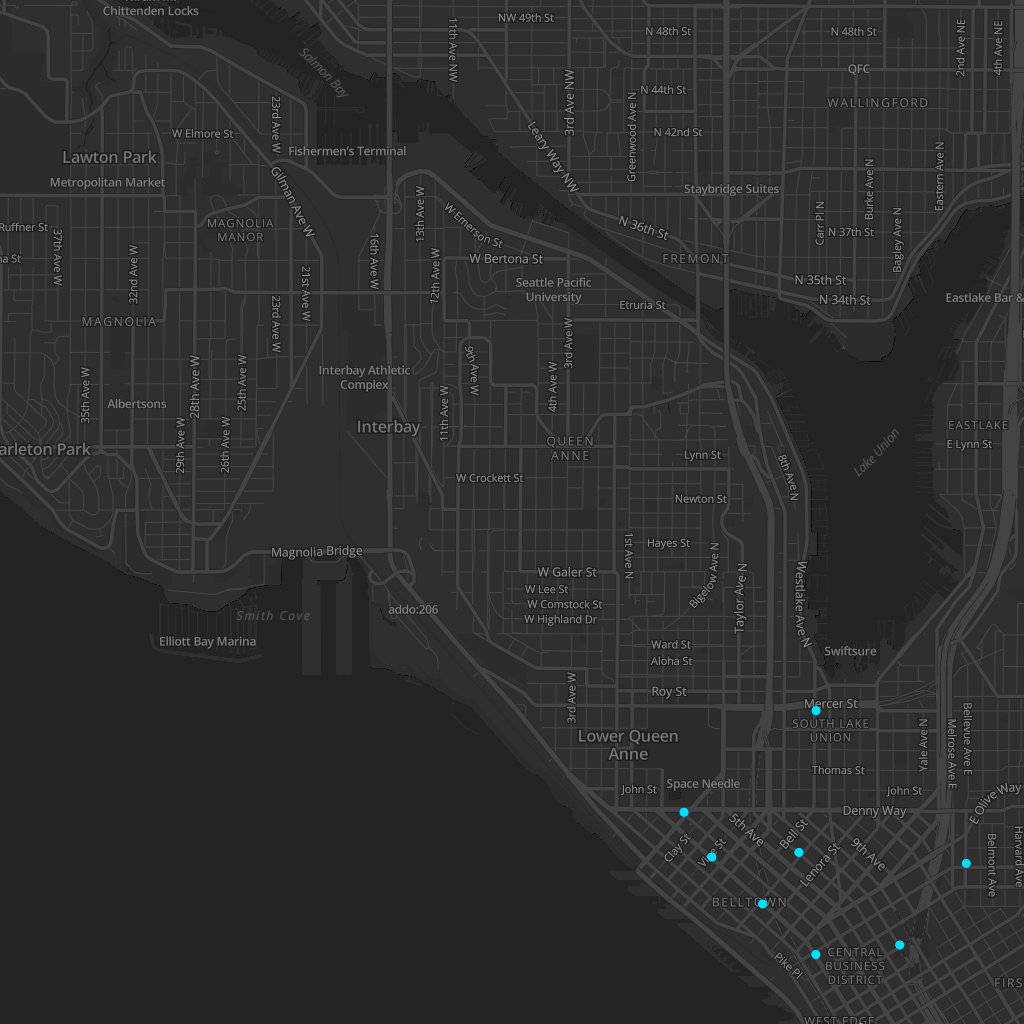 Chittenden Locks
NW 49th St
N 48th St
N 48th St
11th Ave NW
2nd Ave NE
4th Ave NE
Salmon Bay
QFC
N 44th St
3rd Ave NW
Greenwood Ave N
WALLINGFORD
23rd Ave W
W Elmore St
N 42nd St
Fishermen's Terminal
Leary Way NW
Lawton Park
Metropolitan Market
Staybridge Suites
Burke Ave N
Eastern Ave N
Gilman Ave W
13th Ave W
W Emerson St
Ruffner St
MAGNOLIA
MANOR
N 36th St
Carr Pl N
N 37th St
Bagley Ave N
37th Ave W
32nd Ave W
21st Ave W
16th Ave W
12th Ave W
W Bertona St
FREMONT
Seattle Pacific
University
N 35th St
N 34th St
Eastlake Bar &
Etruria St
MAGNOLIA
23rd Ave W
3rd Ave W
9th Ave W
4th Ave W
Interbay Athletic
Complex
35th Ave W
28th Ave W
25th Ave W
Albertsons
11th Ave W
29th Ave W
26th Ave W
Interbay
QUEEN
ANNE
EASTLAKE
E Lynn St
arleton Park
Lynn St
Lake Union
W Crockett St
8th Ave N
Newton St
Magnolia Bridge
1st Ave N
Hayes St
W Galer St
Bigelow Ave N
Taylor Ave N
Westlake Ave N
W Lee St
W Comstock St
W Highland Dr
addo:206
Smith Cove
Elliott Bay Marina
Ward St
Aloha St
Swiftsure
3rd Ave W
Roy St
Mercer St
SOUTH LAKE
UNION
Yale Ave N
Melrose Ave E
Bellevue Ave E
Lower Queen
Anne
Thomas St
John St
Space Needle
John St
Denny Way
E Olive Way
5th Ave
Bell St
Clay St
Vine St
Lenora St
9th Ave
Belmont Ave
Harvard Ave
BELLTOWN
Pike Pl
CENTRAL
BUSINESS
DISTRICT
FIRS
WEST EDGE